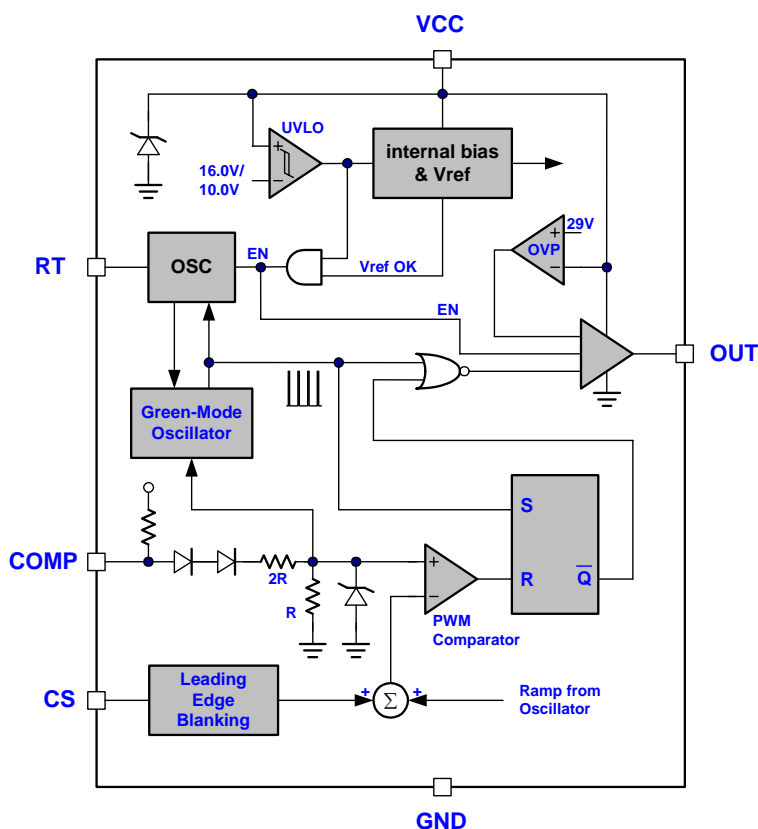 VCC
UVLO
16.0V/
10.0V
internal bias
& Vref
29V
OVP
RT
OSC
EN
Vref OK
EN
OUT
Green-Mode
Oscillator
S
COMP
2R
R
R
Q
PWM
Comparator
CS
Leading
Edge
Blanking
+
Σ
+
Ramp from
Oscillator
GND